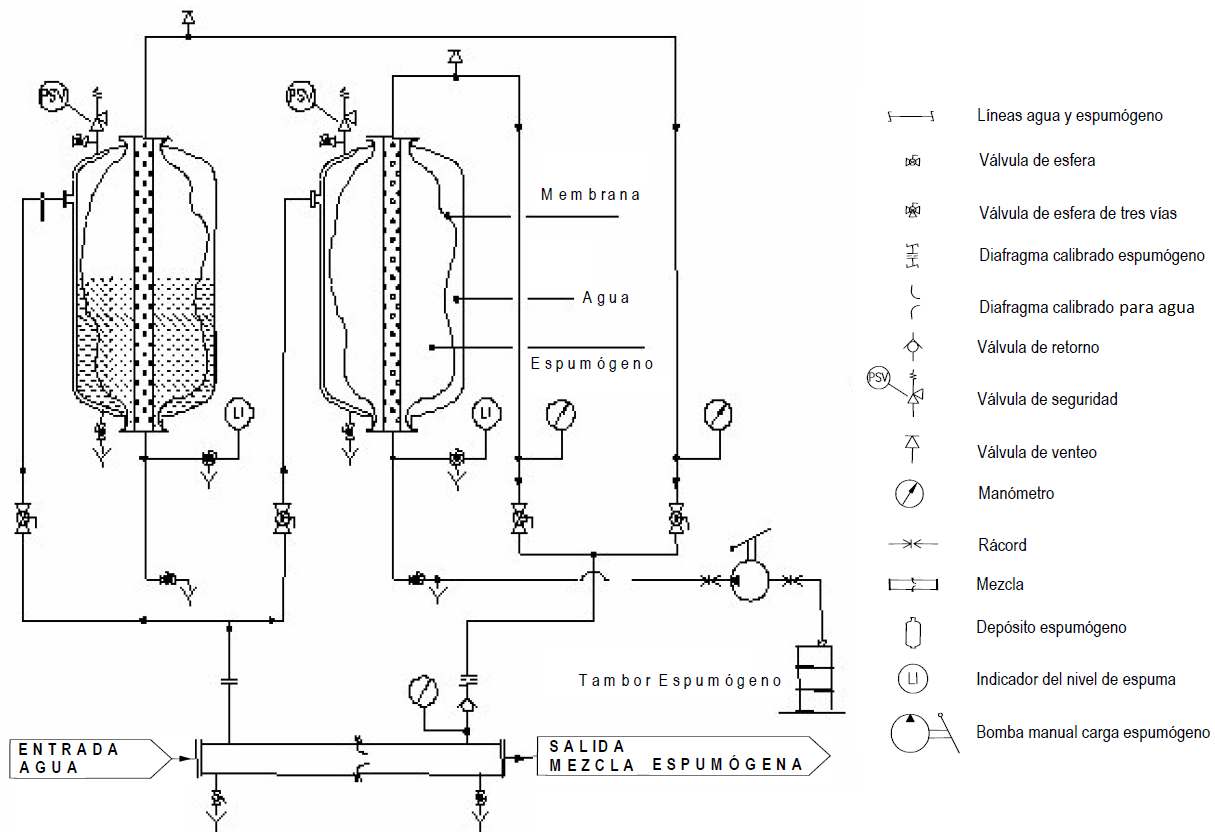 PSV
PSV
Membrana
Agua
Espumógeno
LI
LI
Tambor Espumógeno
ENTRADA
AGUA
SALIDA
MEZCLA ESPUMÓGENA
Líneas agua y espumógeno
Válvula de esfera
Válvula de esfera de tres vías
Diafragma calibrado espumógeno
Diafragma calibrado para agua
Válvula de retorno
PSV
Válvula de seguridad
Válvula de venteo
Manómetro
Rácord
Mezcla
Depósito espumógeno
LI
Indicador del nivel de espuma
Bomba manual carga espumógeno